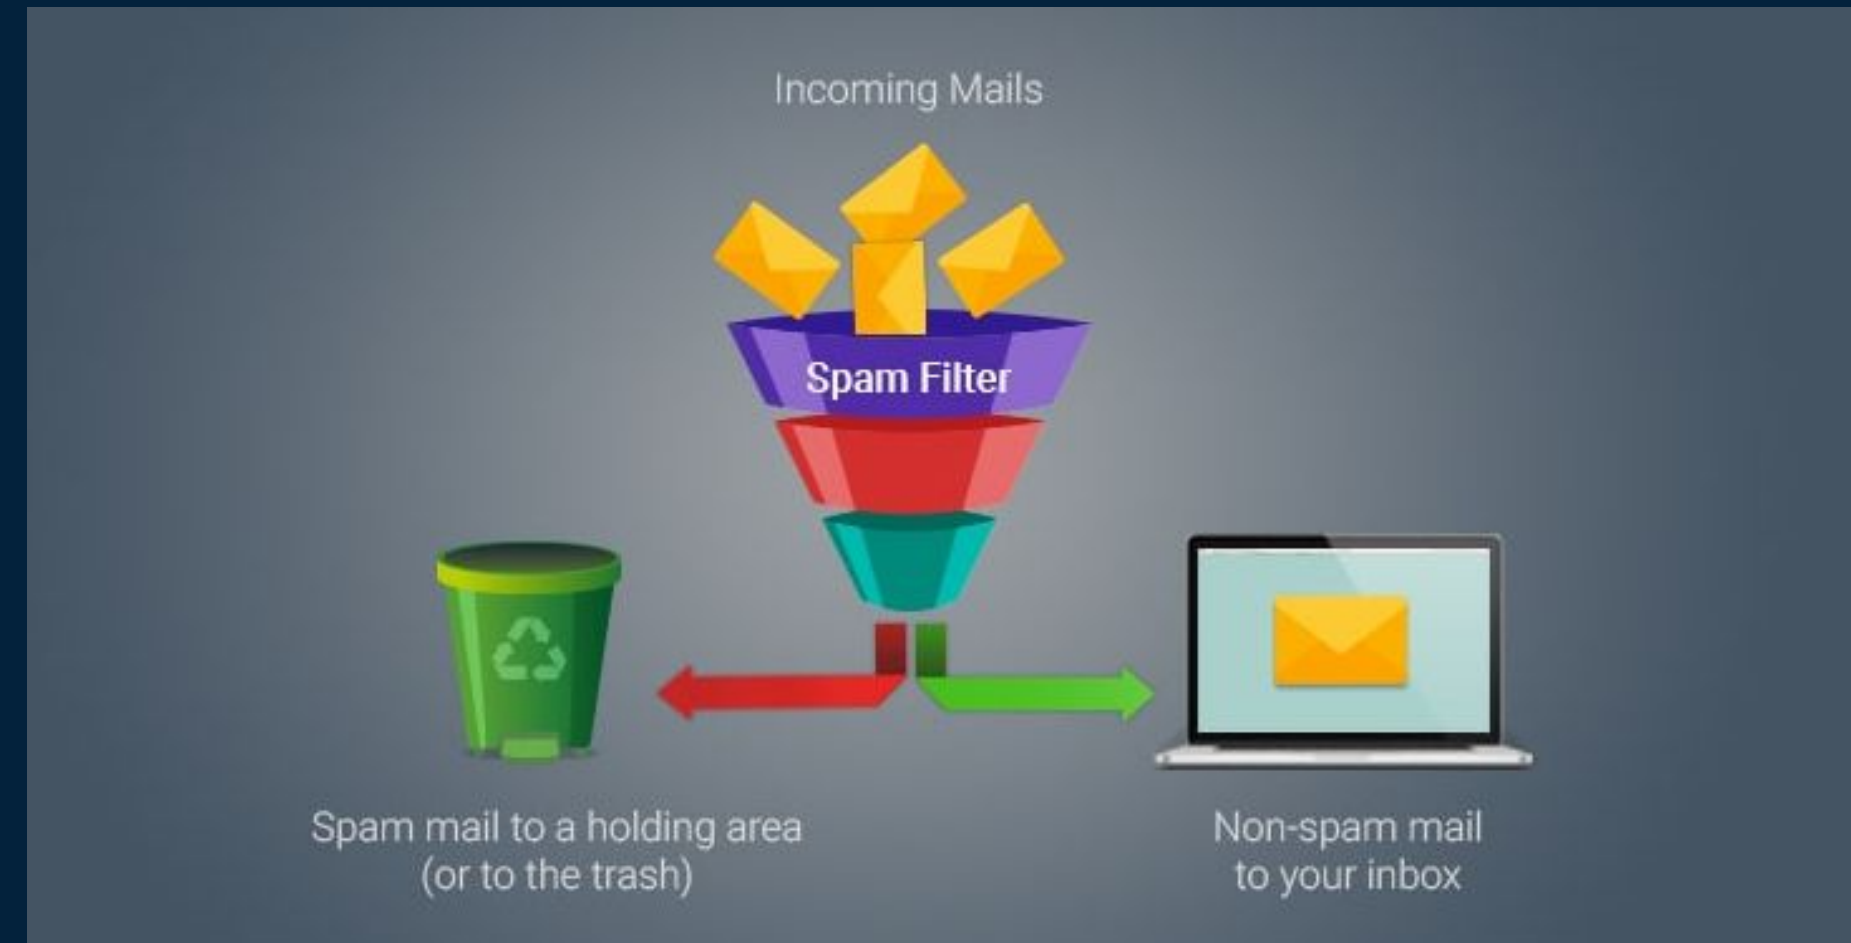 Incoming Mails
Spam Filter
Spam mail to a holding area
(or to the trash)
Non-spam mail
to your inbox